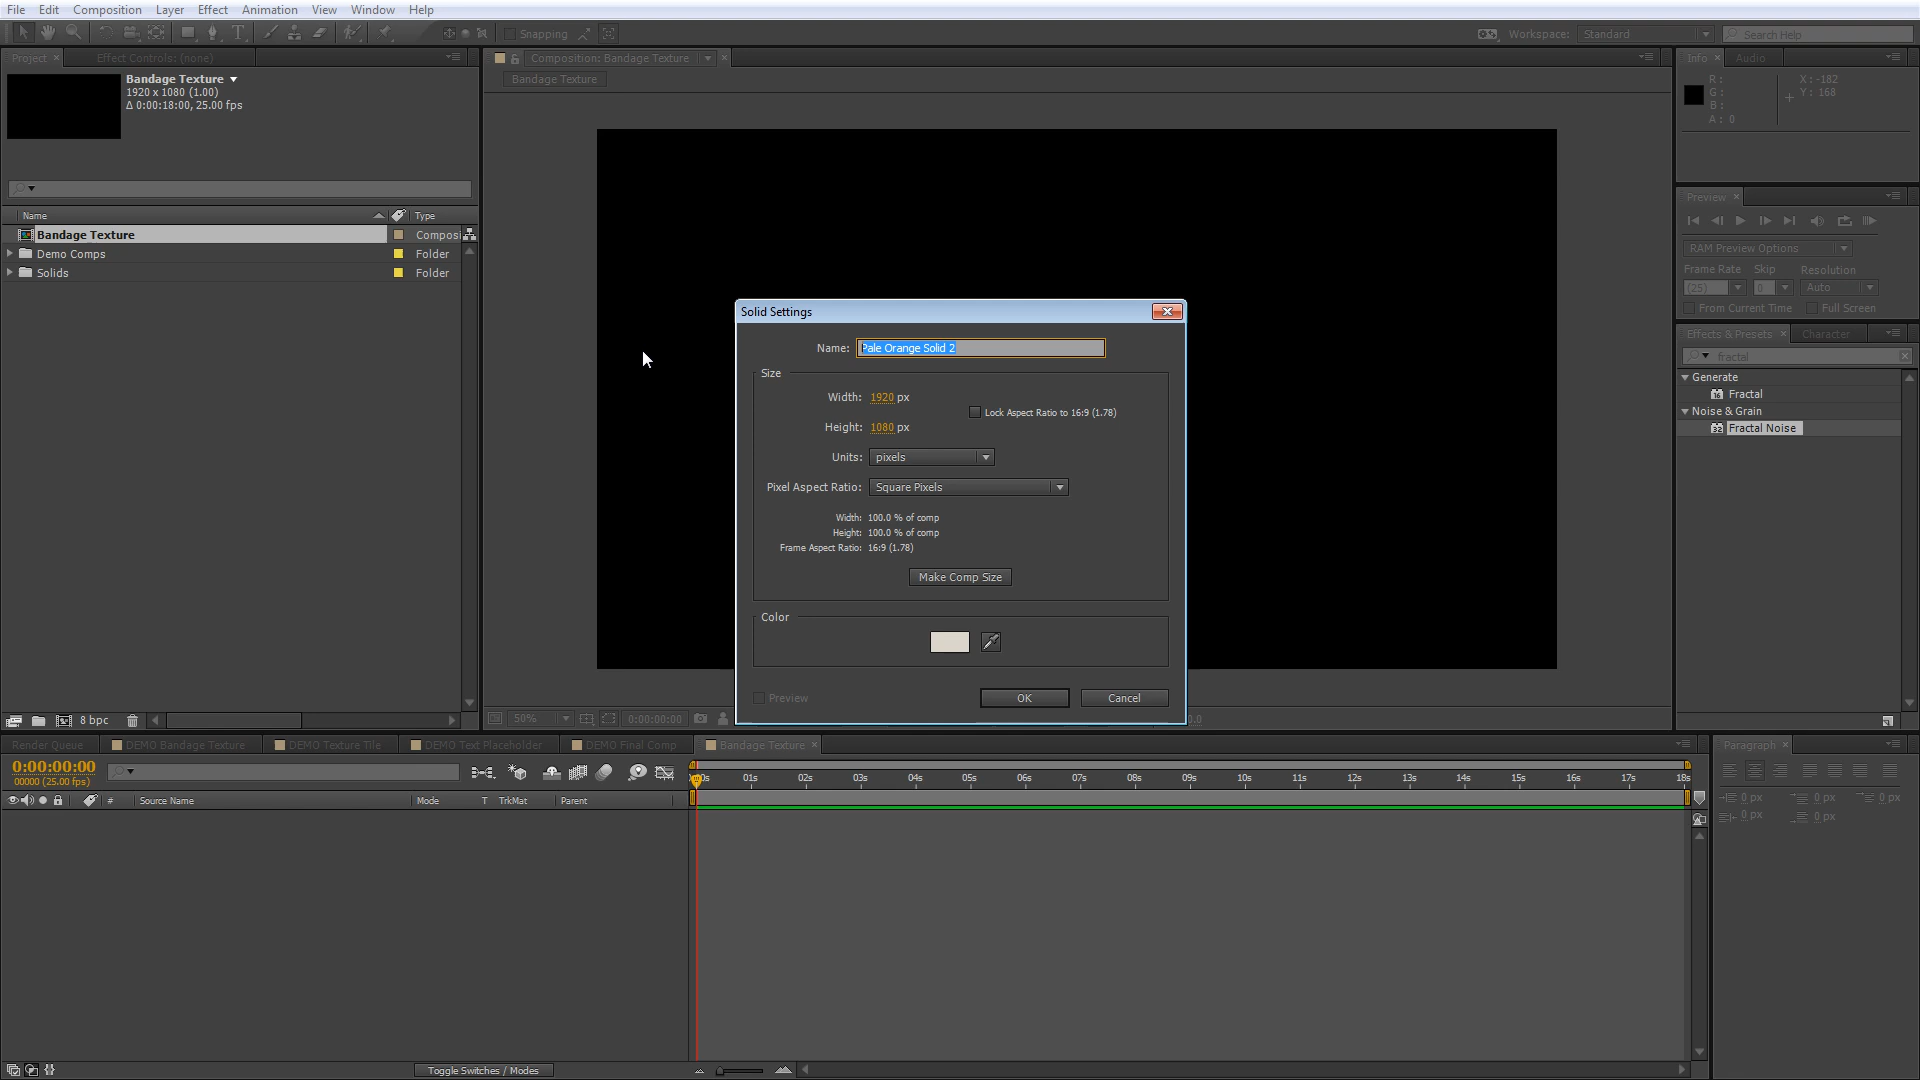 File Edit Composition Layer Effect Animation View Window Help
Snapping
Workspace: Standard
Search Help
Project
Effect Controls: (none)
Composition: Bandage Texture
Info
Audio
Bandage Texture
1920 x 1080 (1.00)
Δ 0:00:18:00, 25.00 fps
Bandage Texture
R :
G :
B :
A : 0
X : -182
Y : 168
Preview
RAM Preview Options
Frame Rate Skip Resolution
(25) 0 Auto
From Current Time Full Screen
Name Type
Bandage Texture Composi
Demo Comps Folder
Solids Folder
Solid Settings
Name: Pale Orange Solid 2
Size
Width: 1920 px
Lock Aspect Ratio to 16:9 (1.78)
Height: 1080 px
Units: pixels
Pixel Aspect Ratio: Square Pixels
Width: 100.0 % of comp
Height: 100.0 % of comp
Frame Aspect Ratio: 16:9 (1.78)
Make Comp Size
Color
Preview
OK
Cancel
Effects & Presets
Character
fractal
Generate
16 Fractal
Noise & Grain
32 Fractal Noise
8 bpc
50%
0:00:00:00
0.0
Render Queue
DEMO Bandage Texture
DEMO Texture Tile
DEMO Text Placeholder
DEMO Final Comp
Bandage Texture
Paragraph
0:00:00:00
00000 (25.00 fps)
# Source Name Mode T TrkMat Parent
0s 01s 02s 03s 04s 05s 06s 07s 08s 09s 10s 11s 12s 13s 14s 15s 16s 17s 18s
0 px 0 px 0 px
0 px 0 px
Toggle Switches / Modes